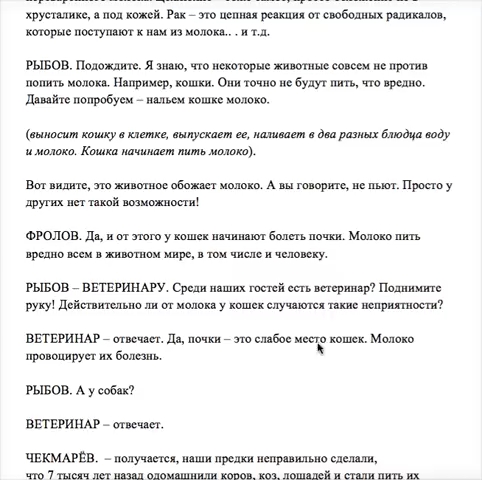 хрусталике, а под кожей. Рак – это цепная реакция от свободных радикалов,
которые поступают к нам из молока.. . и т.д.
РЫБОВ. Подождите. Я знаю, что некоторые животные совсем не против
попить молока. Например, кошки. Они точно не будут пить, что вредно.
Давайте попробуем – нальем кошке молоко.
(выносит кошку в клетке, выпускает ее, наливает в два разных блюдца воду
и молоко. Кошка начинает пить молоко).
Вот видите, это животное обожает молоко. А вы говорите, не пьют. Просто у
других нет такой возможности!
ФРОЛОВ. Да, и от этого у кошек начинают болеть почки. Молоко пить
вредно всем в животном мире, в том числе и человеку.
РЫБОВ – ВЕТЕРИНАРУ. Среди наших гостей есть ветеринар? Поднимите
руку! Действительно ли от молока у кошек случаются такие неприятности?
ВЕТЕРИНАР – отвечает. Да, почки – это слабое место кошек. Молоко
провоцирует их болезнь.
РЫБОВ. А у собак?
ВЕТЕРИНАР – отвечает.
ЧЕКМАРЁВ. – получается, наши предки неправильно сделали,
что 7 тысяч лет назад одомашнили коров, коз, лошадей и стали пить их